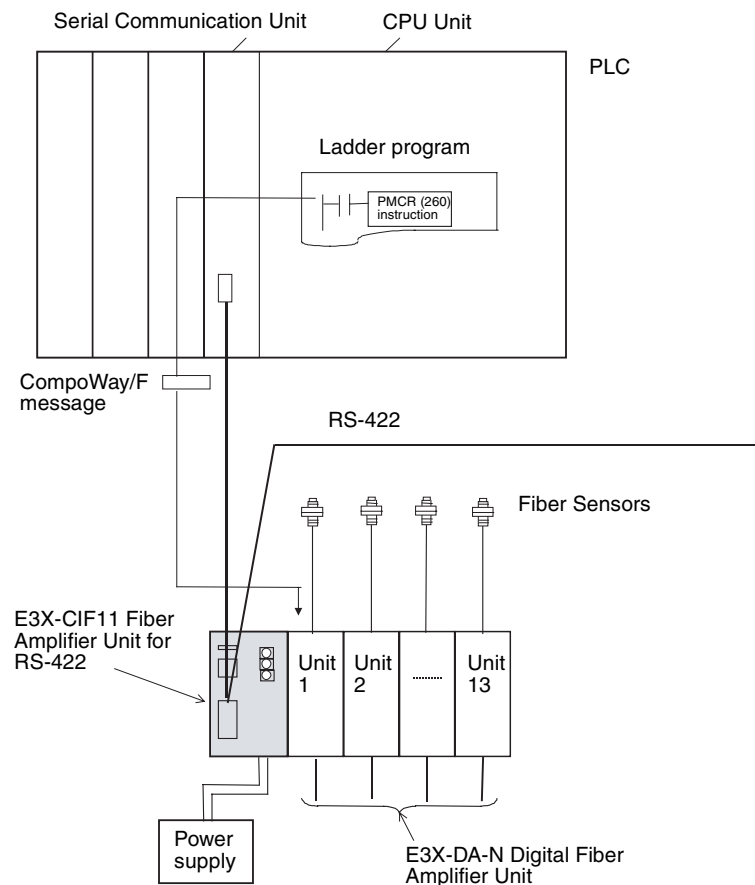 Serial Communication Unit
CPU Unit
PLC
Ladder program
PMCR (260)
instruction
CompoWay/F
message
RS-422
Fiber Sensors
E3X-CIF11 Fiber
Amplifier Unit for
RS-422
Unit
1
Unit
2
.........
Unit
13
Power
supply
E3X-DA-N Digital Fiber
Amplifier Unit